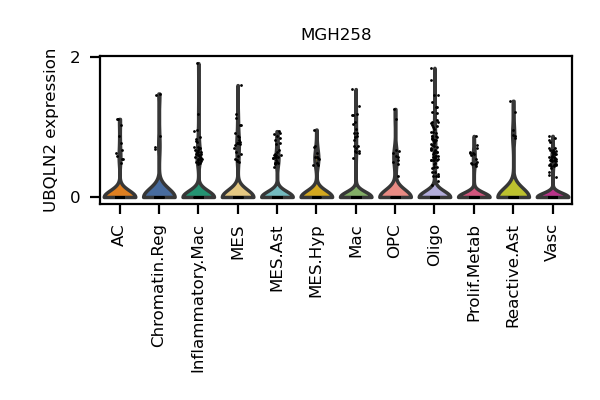 MGH258
UBQLN2 expression
2
0
AC
Chromatin.Reg
Inflammatory.Mac
MES
MES.Ast
MES.Hyp
Mac
OPC
Oligo
Prolif.Metab
Reactive.Ast
Vasc